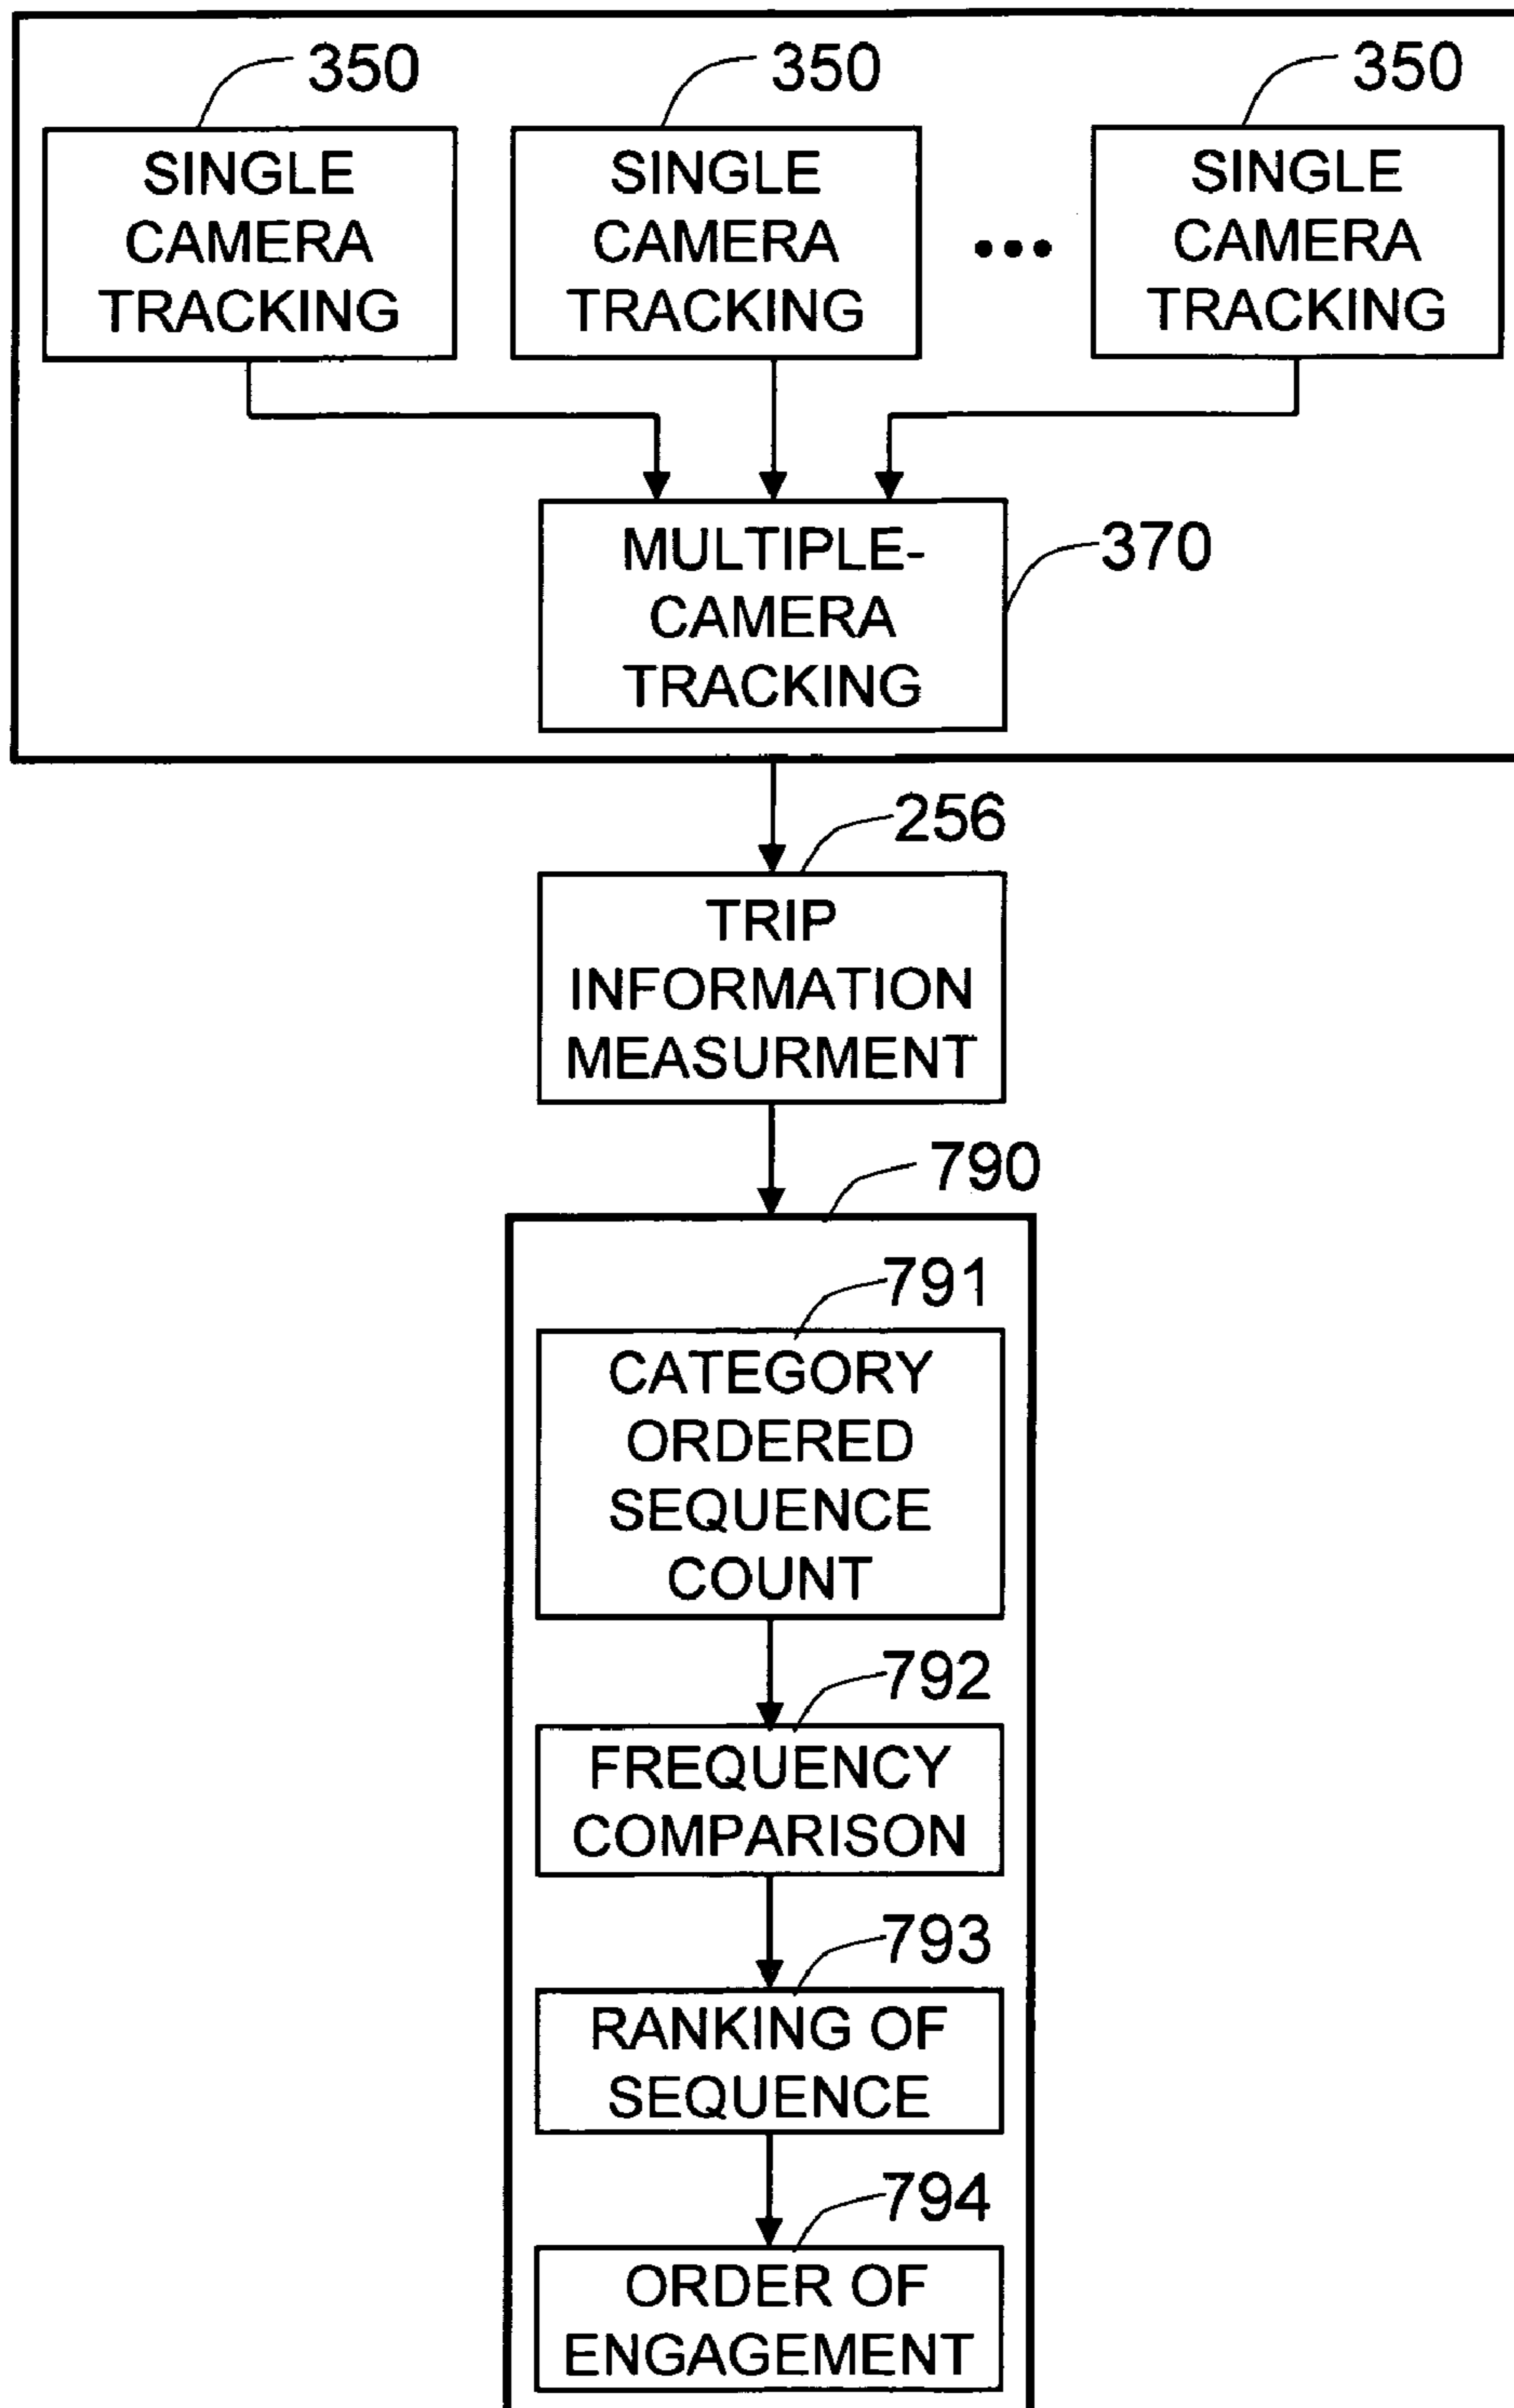 350
350
350
SINGLE
CAMERA
TRACKING
SINGLE
CAMERA
TRACKING
•••
SINGLE
CAMERA
TRACKING
MULTIPLE-
CAMERA
TRACKING
370
256
TRIP
INFORMATION
MEASURMENT
790
791
CATEGORY
ORDERED
SEQUENCE
COUNT
792
FREQUENCY
COMPARISON
793
RANKING OF
SEQUENCE
794
ORDER OF
ENGAGEMENT